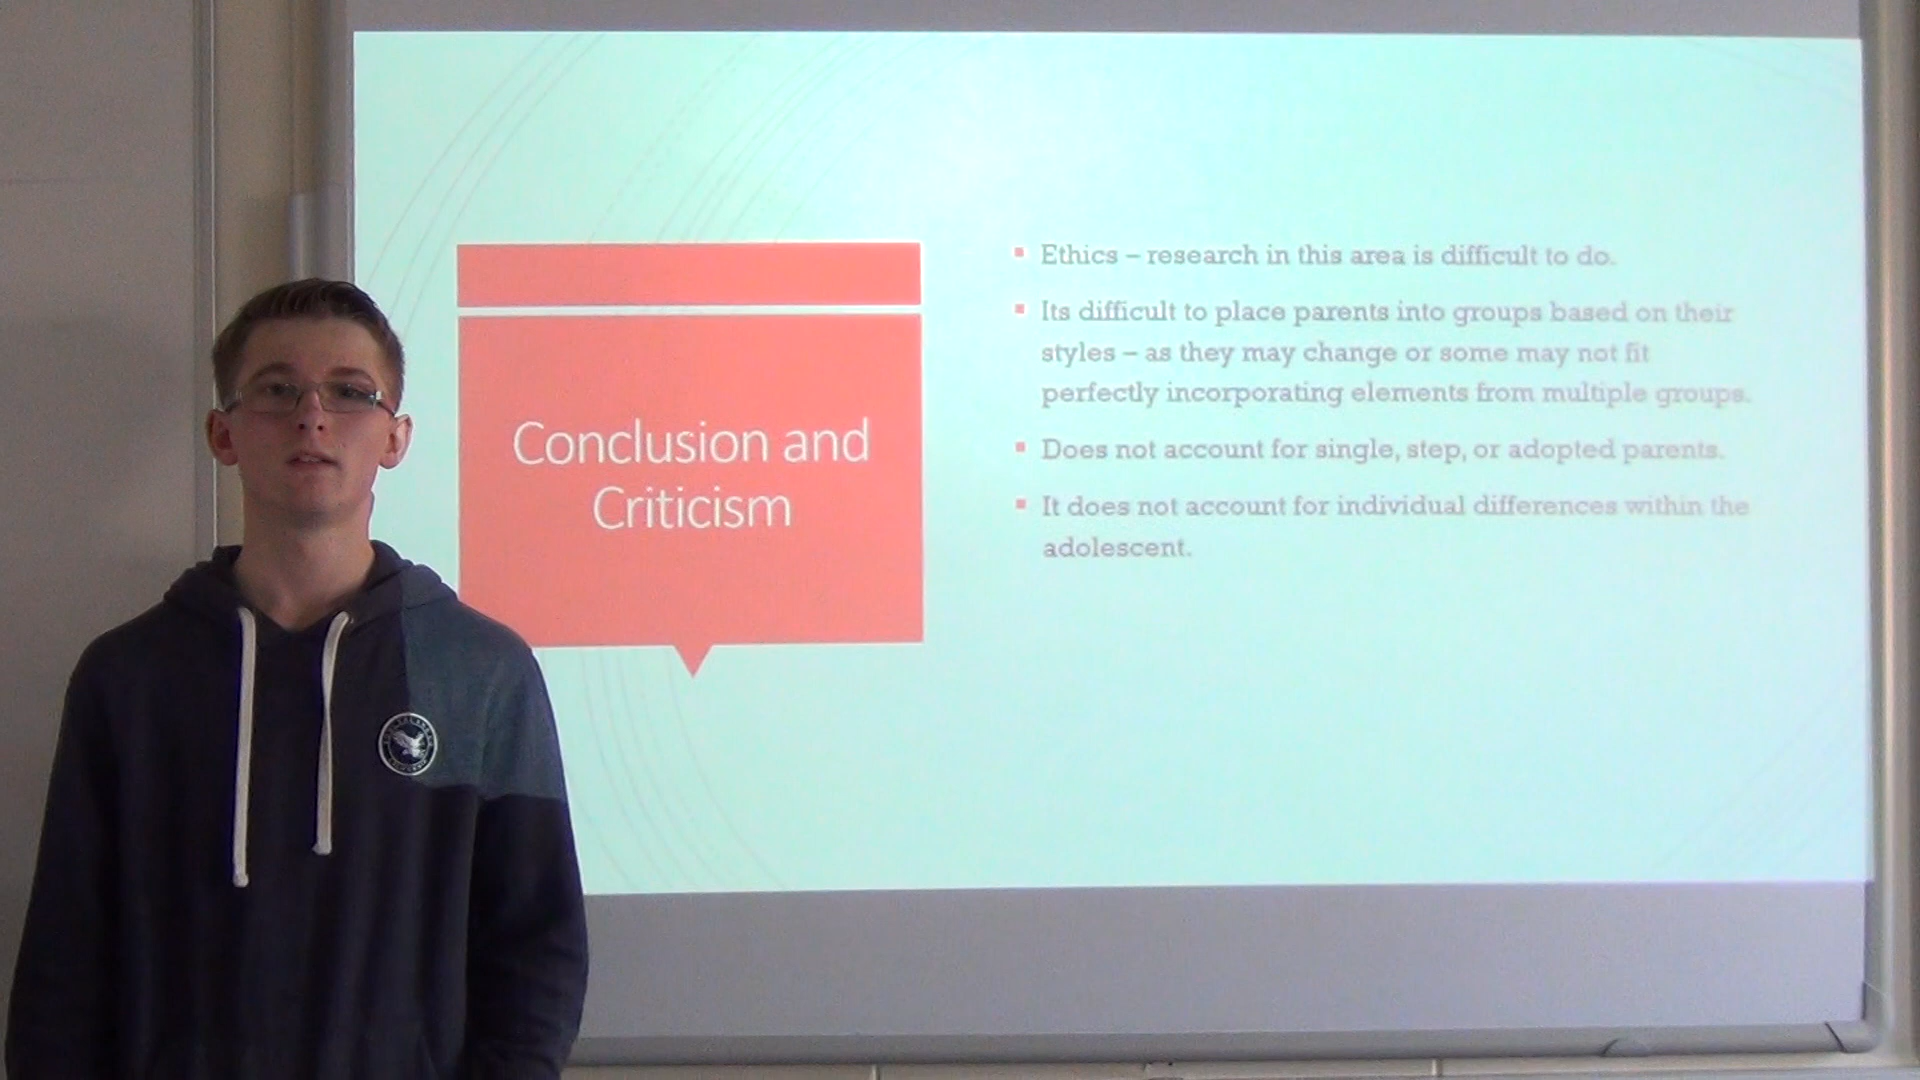 Conclusion and
Criticism
Ethics – research in this area is difficult to do.
Its difficult to place parents into groups based on their
styles – as they may change or some may not fit
perfectly incorporating elements from multiple groups.
Does not account for single, step, or adopted parents.
It does not account for individual differences within the
adolescent.